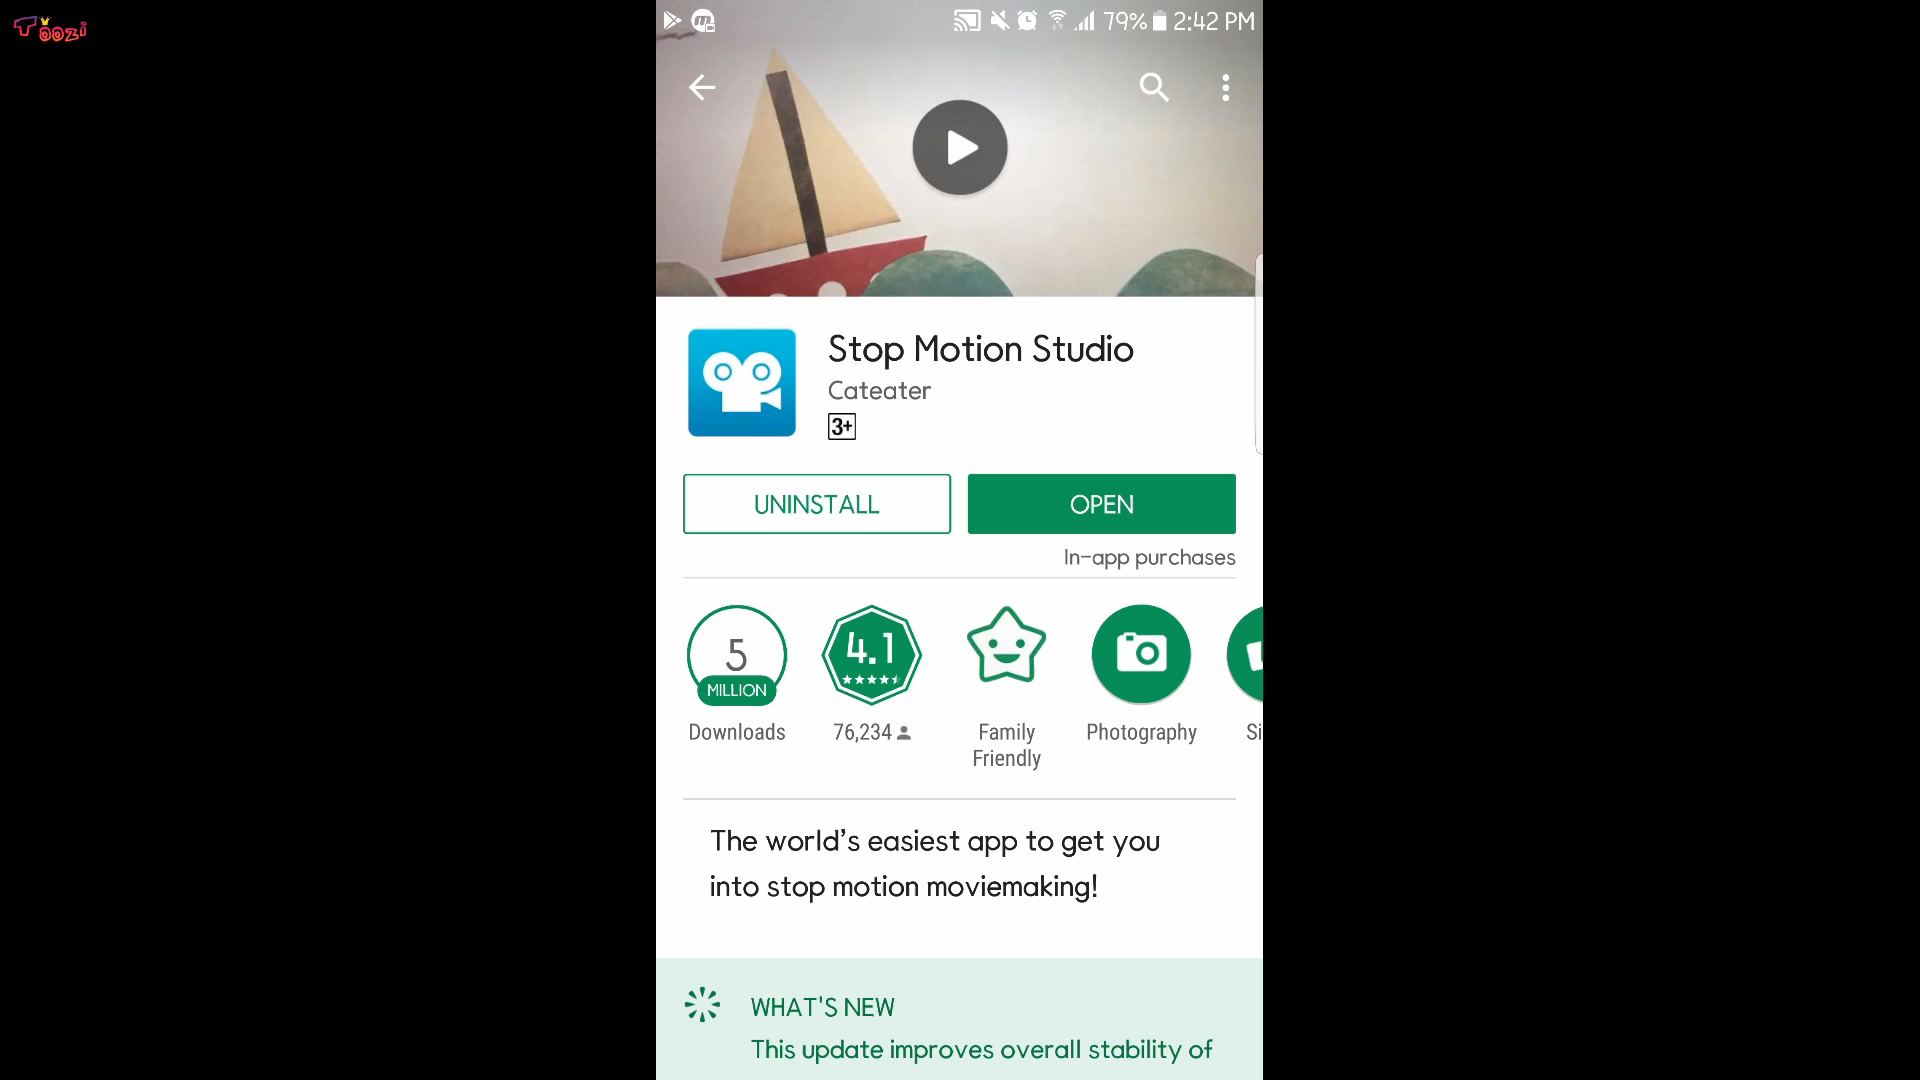 Toozi
79% 2:42 PM
Stop Motion Studio
Cateater
3+
UNINSTALL
OPEN
In-app purchases
5
MILLION
4.1
Downloads
76,234
Family
Friendly
Photography
Si
The world's easiest app to get you
into stop motion moviemaking!
WHAT'S NEW
This update improves overall stability of